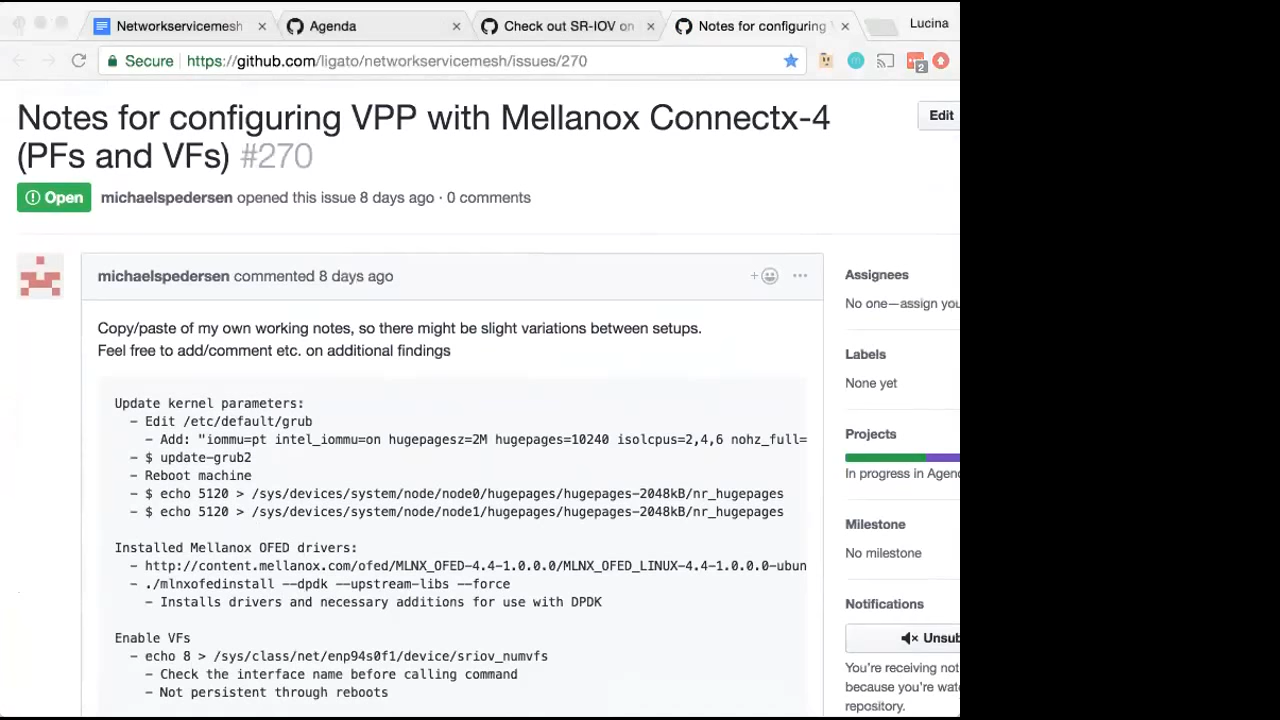 Networkservicemesh
Agenda
Check out SR-IOV on
Notes for configuring
Lucina
Secure
https://github.com/ligato/networkservicemesh/issues/270
2
Notes for configuring VPP with Mellanox Connectx-4
(PFs and VFs) #270
Edit
Open
michaelspedersen opened this issue 8 days ago · 0 comments
michaelspedersen commented 8 days ago
Copy/paste of my own working notes, so there might be slight variations between setups.
Feel free to add/comment etc. on additional findings
Update kernel parameters:
- Edit /etc/default/grub
- Add: "iommu=pt intel_iommu=on hugepagesz=2M hugepages=10240 isolcpus=2,4,6 nohz_full=
- $ update-grub2
- Reboot machine
- $ echo 5120 > /sys/devices/system/node/node0/hugepages/hugepages-2048kB/nr_hugepages
- $ echo 5120 > /sys/devices/system/node/node1/hugepages/hugepages-2048kB/nr_hugepages
Installed Mellanox OFED drivers:
- http://content.mellanox.com/ofed/MLNX_OFED-4.4-1.0.0.0/MLNX_OFED_LINUX-4.4-1.0.0.0-ubun
- ./mlnxofedinstall --dpdk --upstream-libs --force
- Installs drivers and necessary additions for use with DPDK
Enable VFs
- echo 8 > /sys/class/net/enp94s0f1/device/sriov_numvfs
- Check the interface name before calling command
- Not persistent through reboots
Assignees
No one—assign you
Labels
None yet
Projects
In progress in Agen
Milestone
No milestone
Notifications
Unsub
You're receiving not
because you're wat
repository.